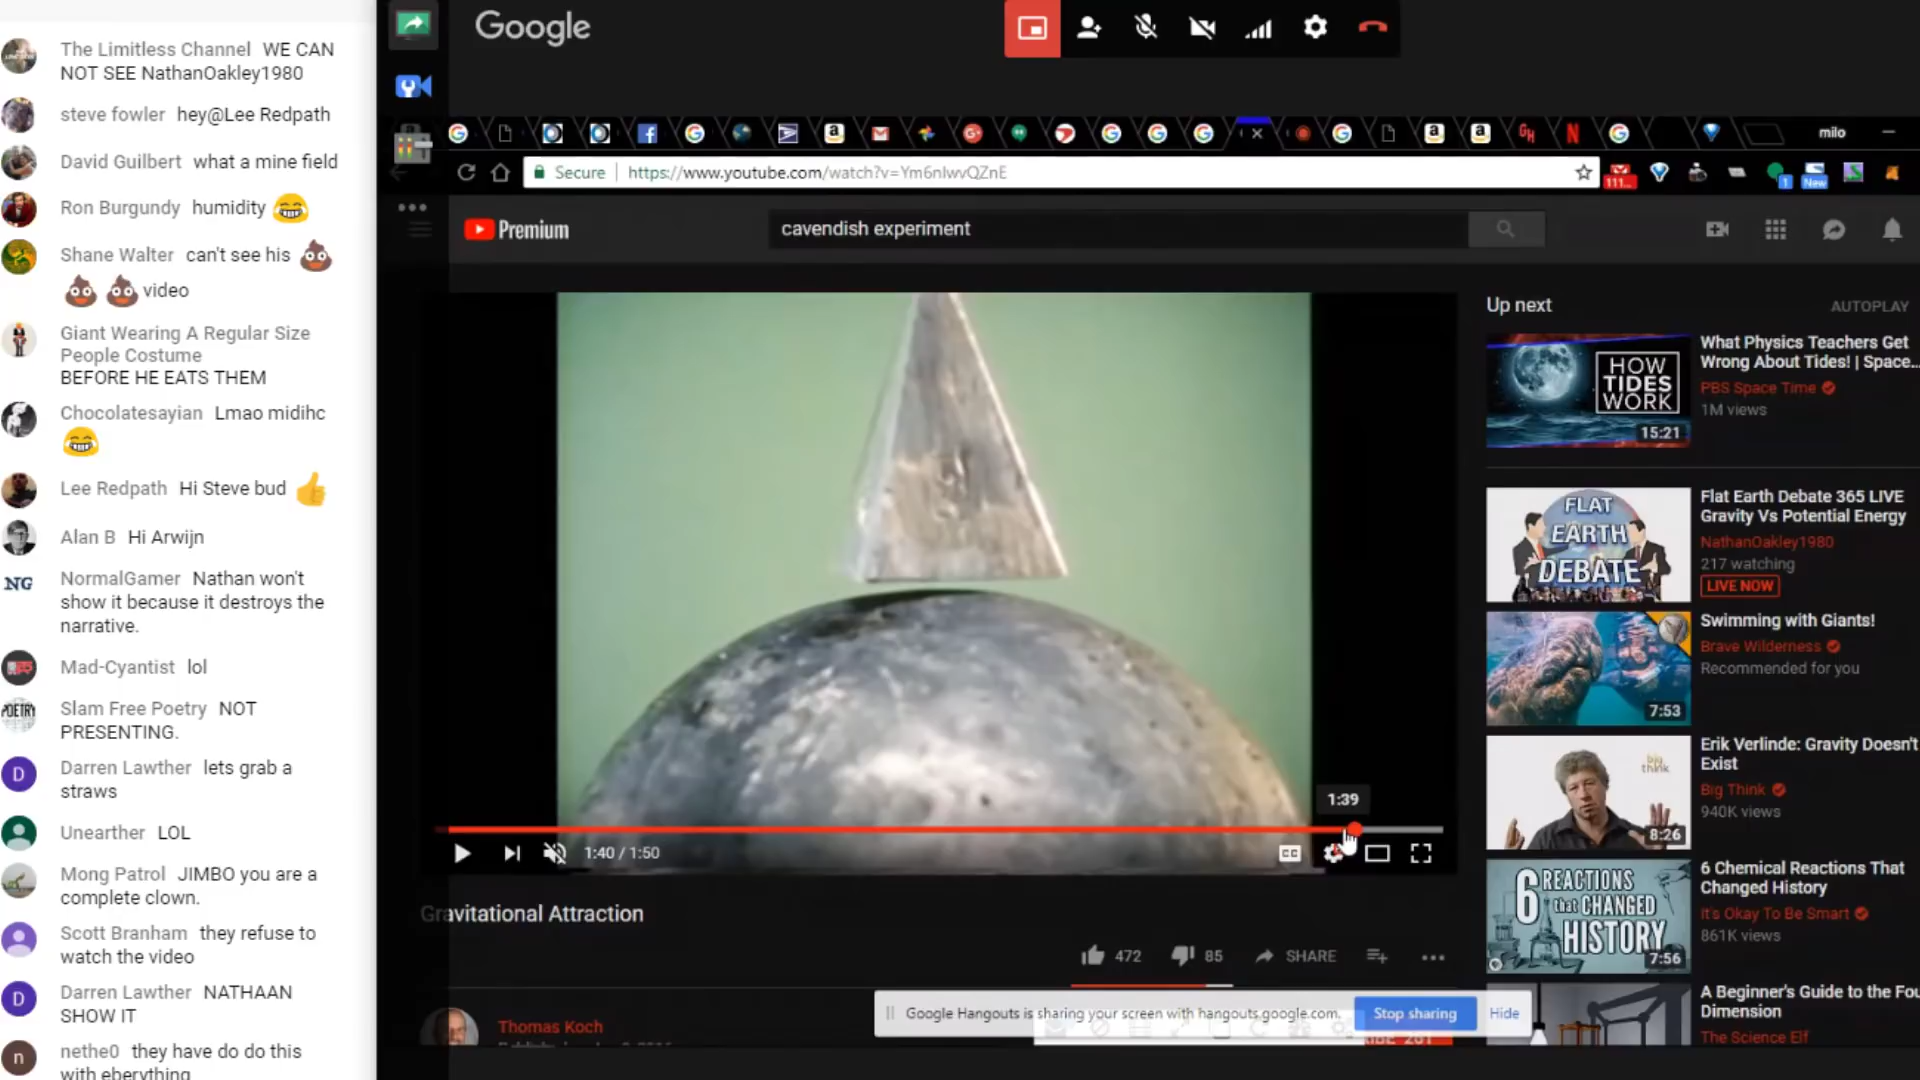 The Limitless Channel WE CAN
NOT SEE NathanOakley1980
steve fowler hey@Lee Redpath
David Guilbert what a mine field
Ron Burgundy humidity
Shane Walter can't see his
video
Giant Wearing A Regular Size
People Costume
BEFORE HE EATS THEM
Chocolatesayian Lmao midihc
Lee Redpath Hi Steve bud
Alan B Hi Arwijn
NG
NormalGamer Nathan won't
show it because it destroys the
narrative.
Mad-Cyantist lol
POETRY
Slam Free Poetry NOT
PRESENTING.
D
Darren Lawther lets grab a
straws
Unearther LOL
Mong Patrol JIMBO you are a
complete clown.
Scott Branham they refuse to
watch the video
D
Darren Lawther NATHAAN
SHOW IT
n
nethe0 they have do do this
with eberything
Google
milo
Secure https://www.youtube.com/watch?v=Ym6nlwvQZnE
111...
1
New
Premium
cavendish experiment
1:39
1:40 / 1:50
CC
Gravitational Attraction
472
85
SHARE
Google Hangouts is sharing your screen with hangouts.google.com.
Stop sharing
Hide
Thomas Koch
Up next
AUTOPLAY
HOW
TIDES
WORK
15:21
What Physics Teachers Get
Wrong About Tides! | Space...
PBS Space Time
1M views
FLAT
EARTH
DEBATE
Flat Earth Debate 365 LIVE
Gravity Vs Potential Energy
NathanOakley1980
217 watching
LIVE NOW
7:53
Swimming with Giants!
Brave Wilderness
Recommended for you
big
think
8:26
Erik Verlinde: Gravity Doesn't
Exist
Big Think
940K views
6 REACTIONS
that CHANGED
HISTORY
7:56
6 Chemical Reactions That
Changed History
It's Okay To Be Smart
861K views
A Beginner's Guide to the Fou
Dimension
The Science Elf